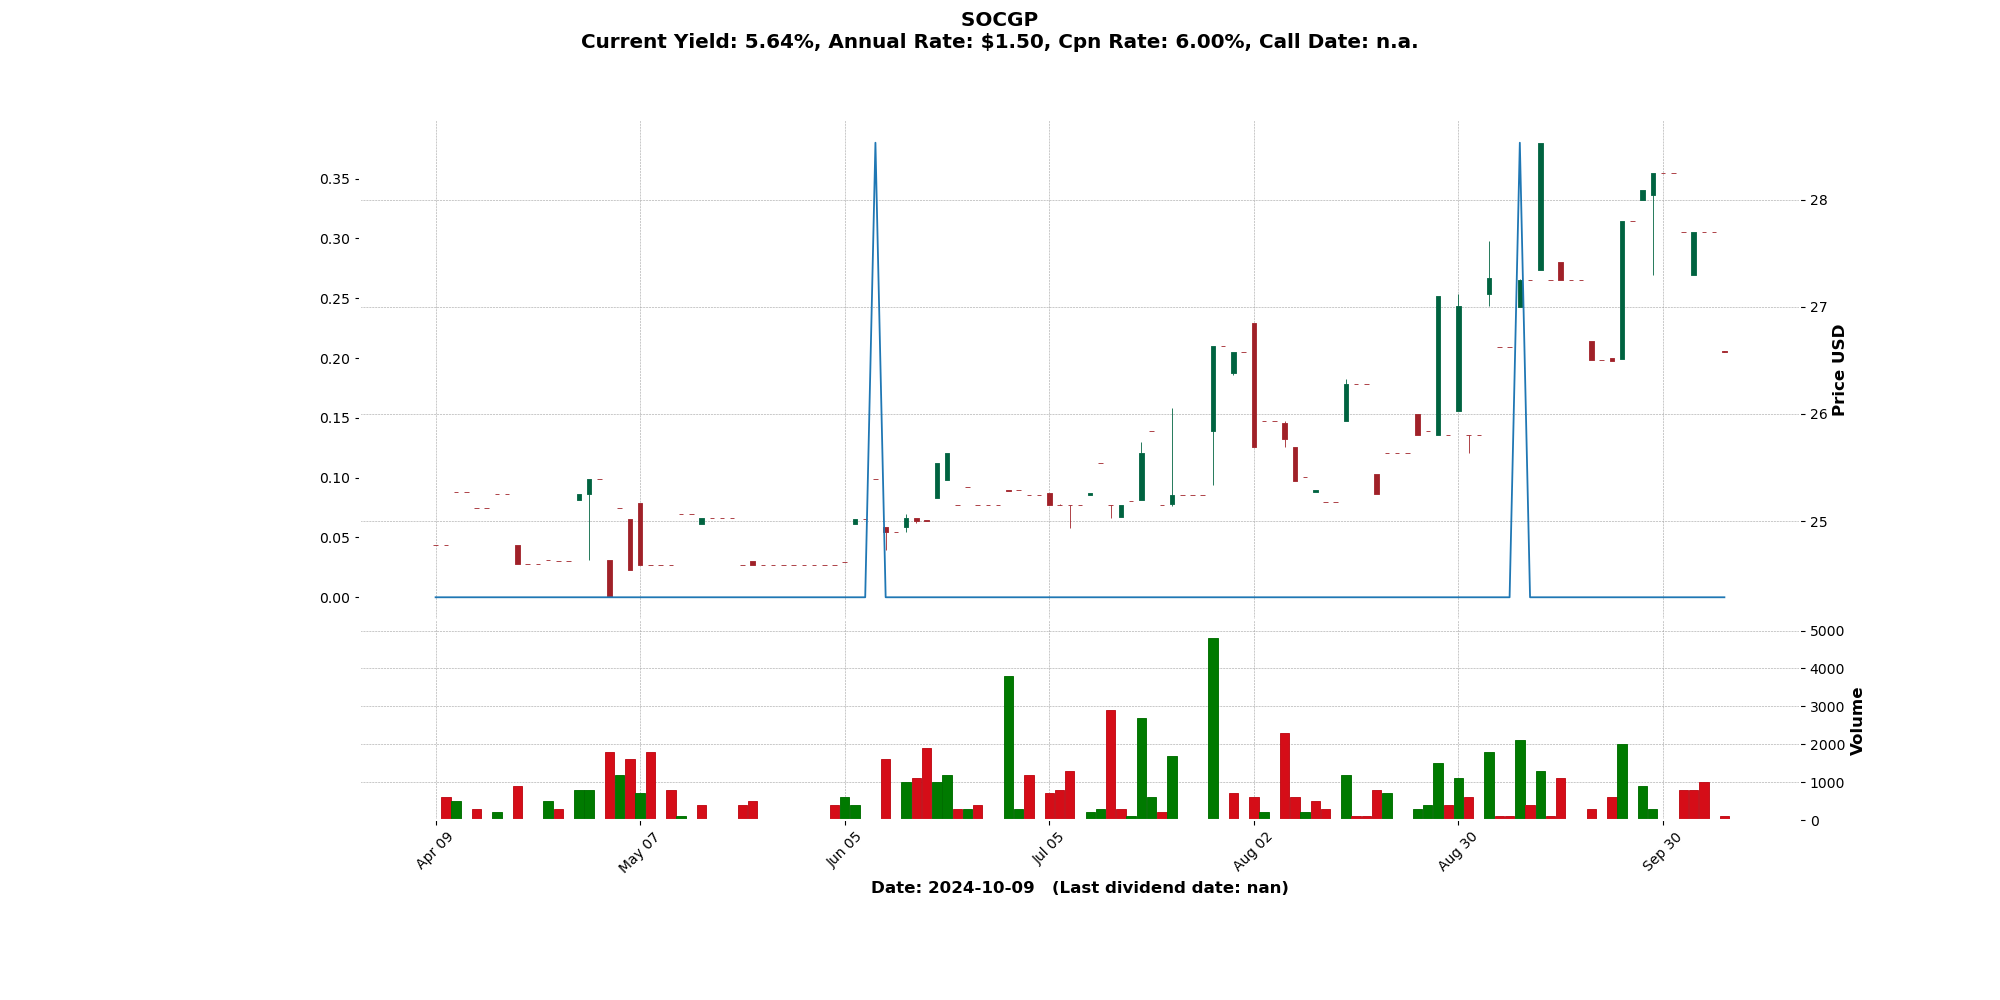 SOCGP
Current Yield: 5.64%, Annual Rate: $1.50, Cpn Rate: 6.00%, Call Date: n.a.
0.35
0.30
0.25
0.20
0.15
0.10
0.05
0.00
28
27
26
25
Price USD
5000
4000
3000
2000
1000
0
Volume
Apr 09
May 07
Jun 05
Jul 05
Aug 02
Aug 30
Sep 30
Date: 2024-10-09   (Last dividend date: nan)